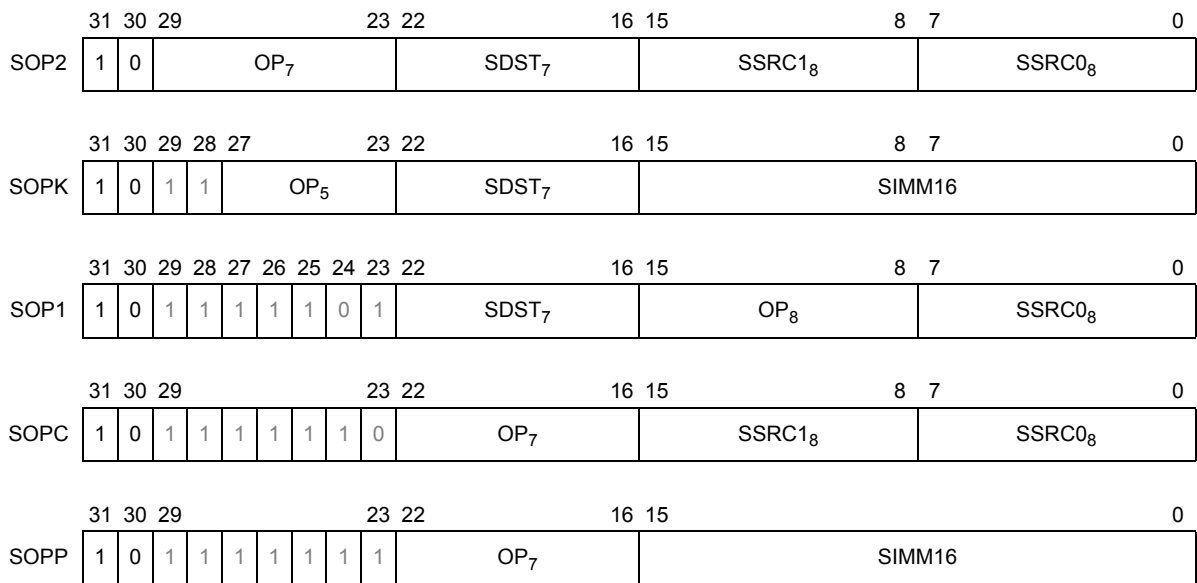 31 30 29 23 22 16 15 8 7 0
SOP2 1 0 OP7 SDST7 SSRC18 SSRC08
31 30 29 28 27 23 22 16 15 8 7 0
SOPK 1 0 1 1 OP5 SDST7 SIMM16
31 30 29 28 27 26 25 24 23 22 16 15 8 7 0
SOP1 1 0 1 1 1 1 1 0 1 SDST7 OP8 SSRC08
31 30 29 23 22 16 15 8 7 0
SOPC 1 0 1 1 1 1 1 1 0 OP7 SSRC18 SSRC08
31 30 29 23 22 16 15 0
SOPP 1 0 1 1 1 1 1 1 1 OP7 SIMM16